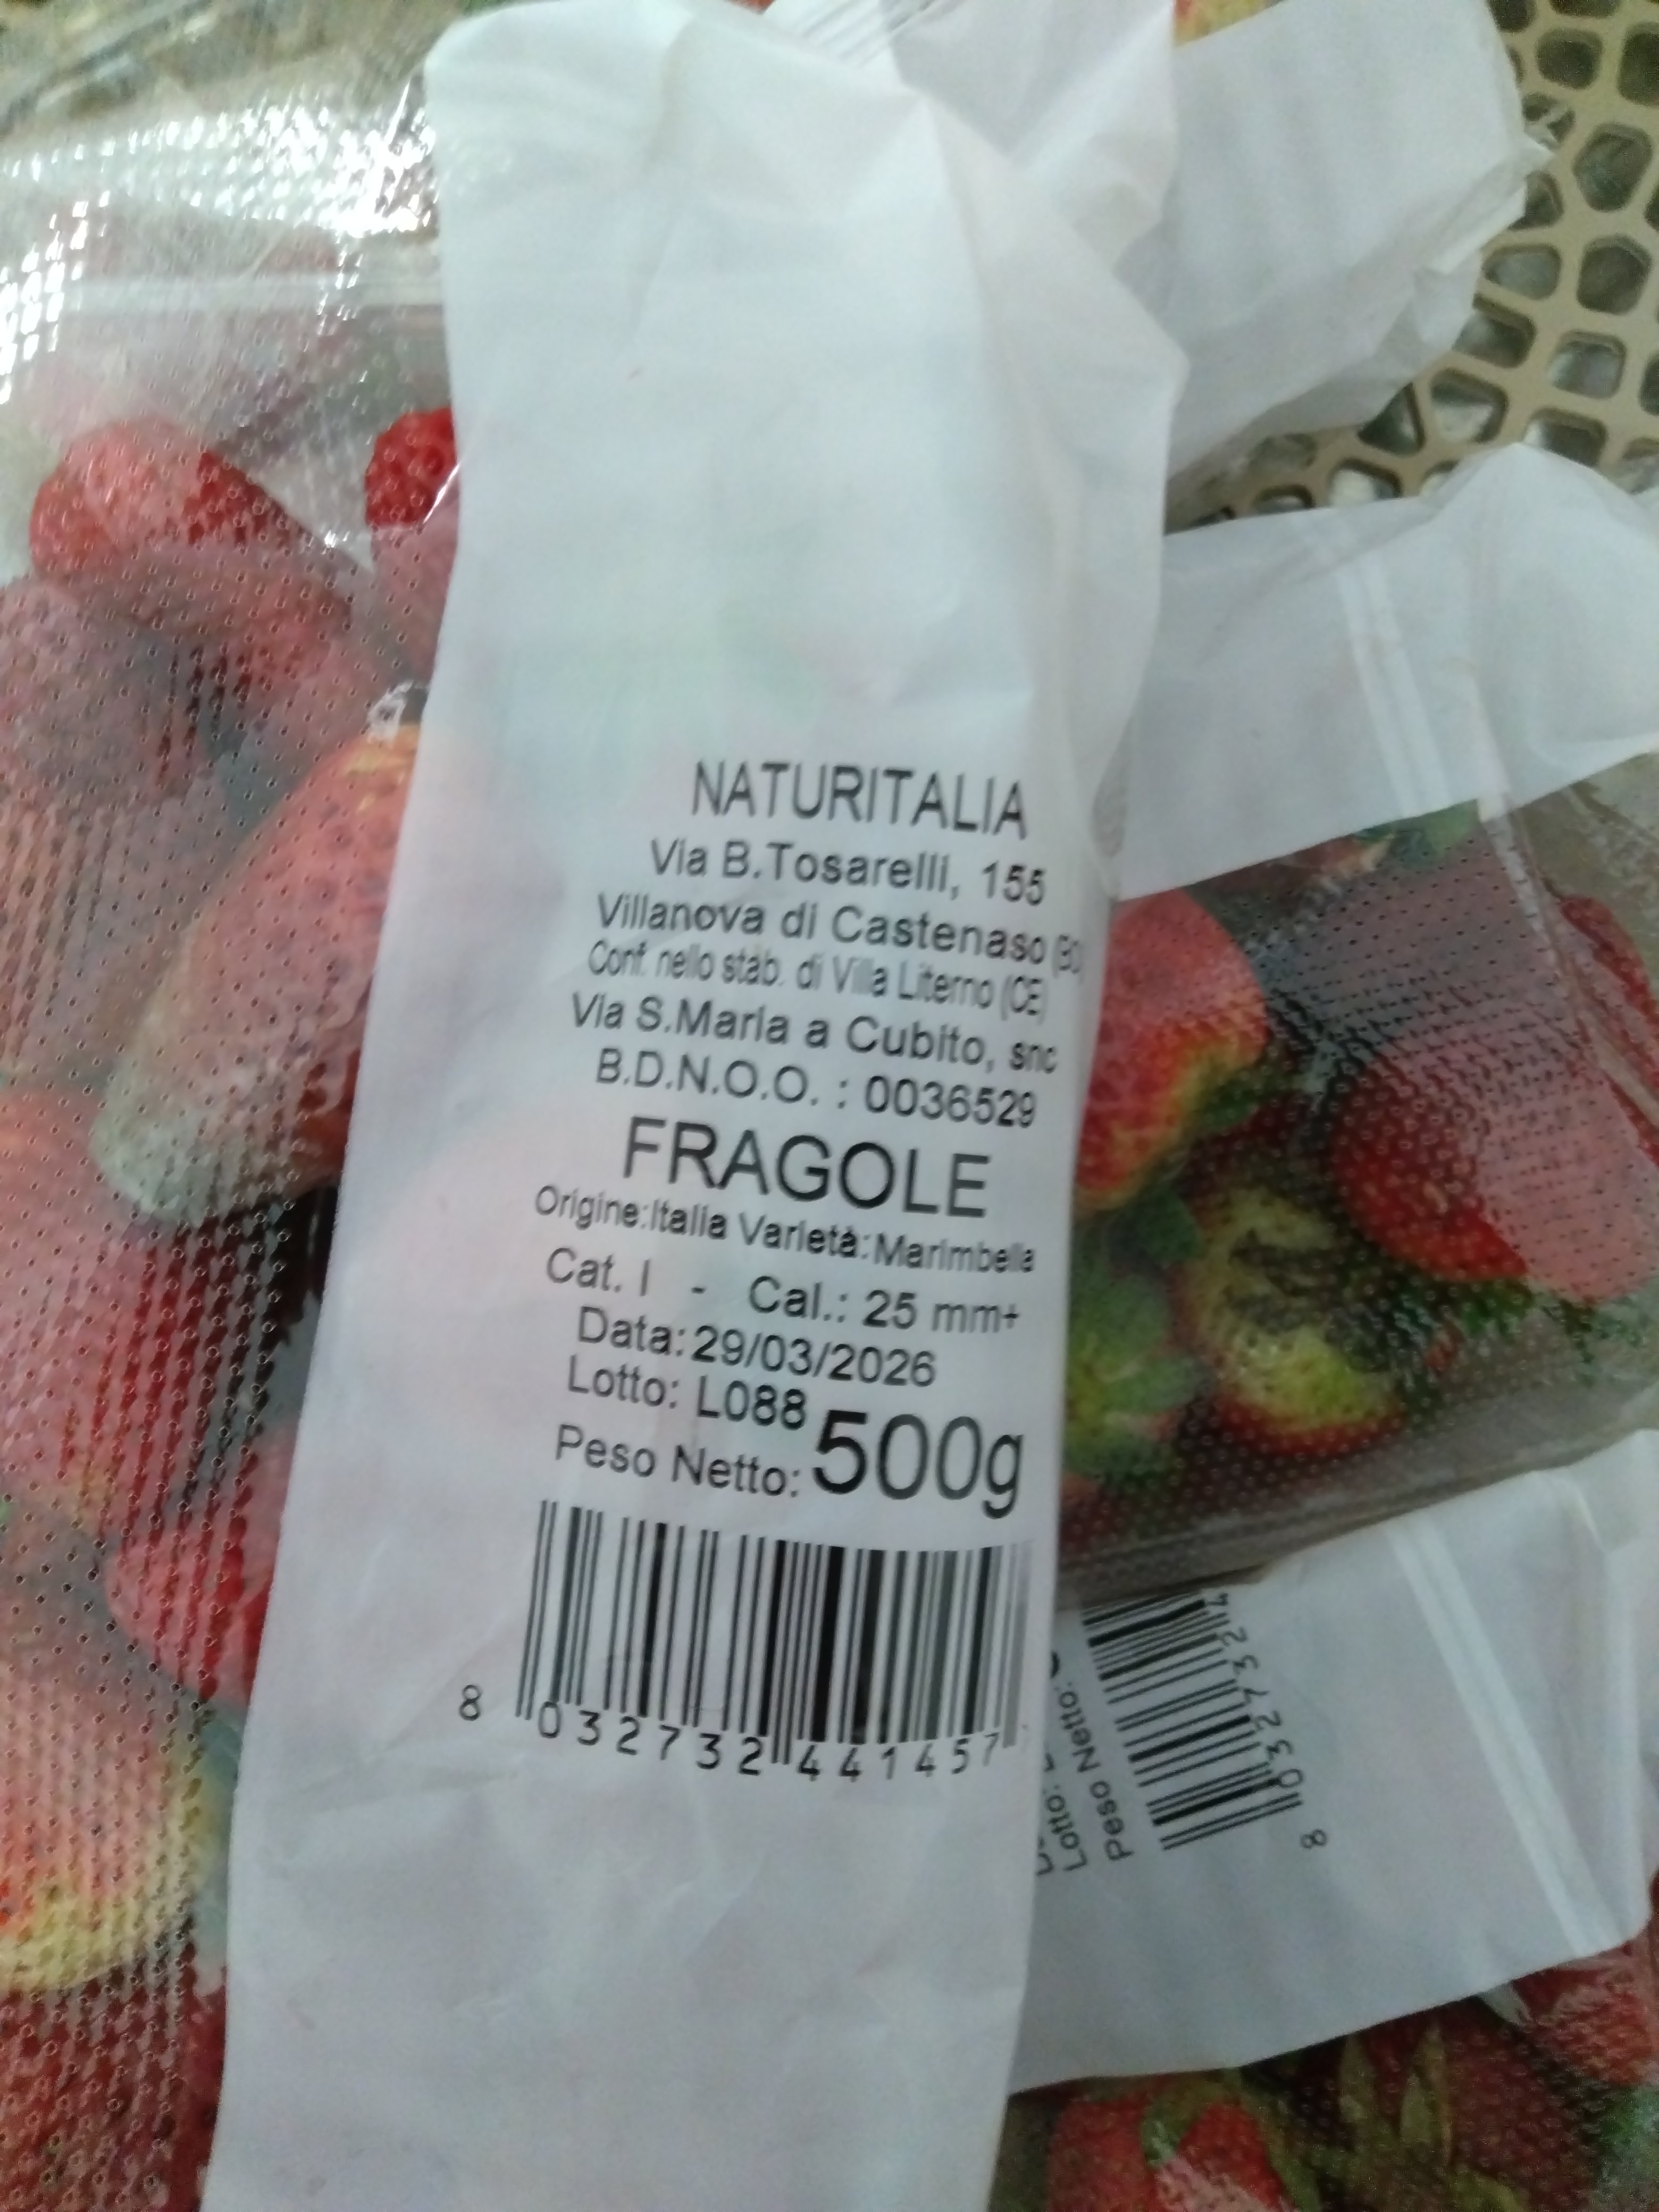 NATURITALIA
Via B.Tosarelli, 155
Villanova di Castenaso (BO)
Conf. nello stab. di Villa Literno (CE)
Via S.Maria a Cubito, snc
B.D.N.O.O. : 0036529
FRAGOLE
Origine:Italia Varietà:Marimbella
Cat. I - Cal.: 25 mm+
Data:29/03/2026
Lotto: L088
Peso Netto: 500g
8 032732 441457
Lotto:
Peso Netto:
8 032732 4